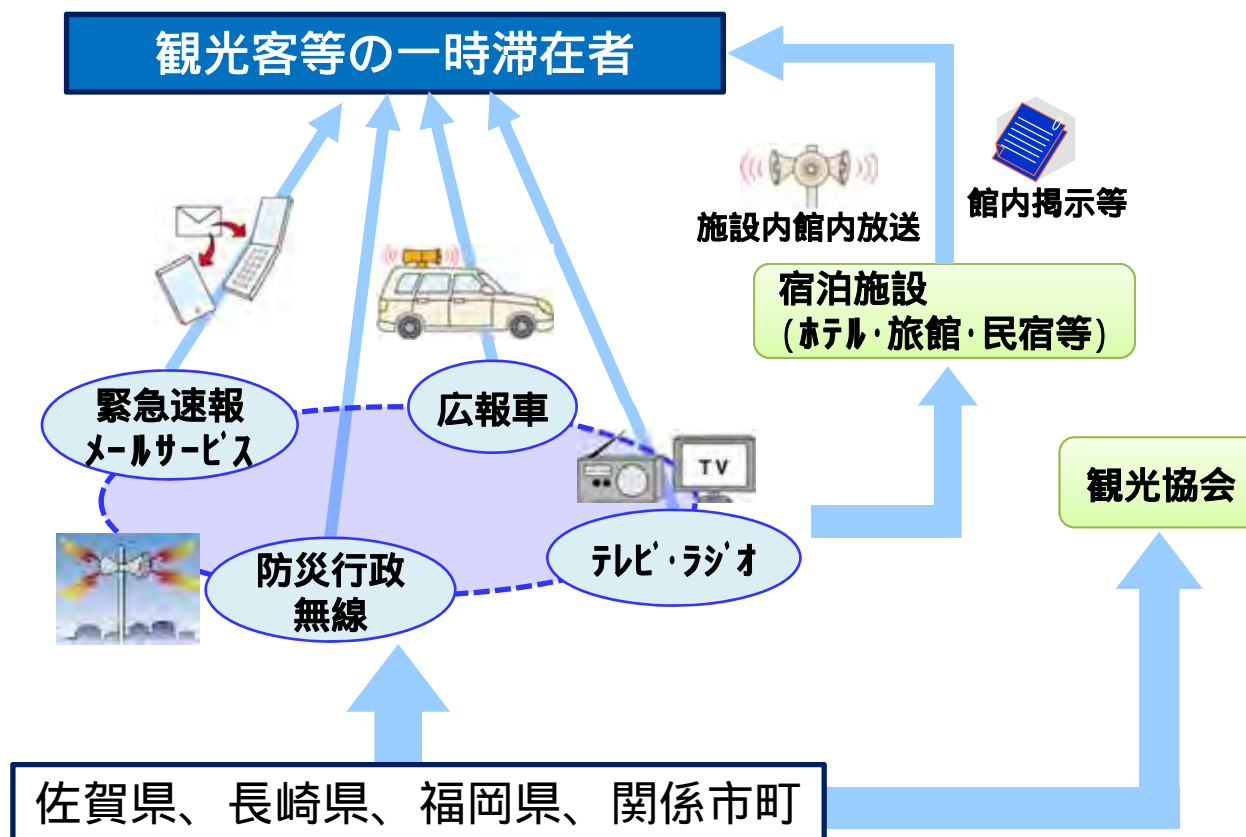 観光客等の一時滞在者
館内掲示等
施設内館内放送
宿泊施設
(ﾎﾃﾙ・旅館・民宿等)
緊急速報
ﾒｰﾙｻｰﾋﾞｽ
広報車
TV
観光協会
防災行政
無線
ﾃﾚﾋﾞ・ﾗｼﾞｵ
佐賀県、長崎県、福岡県、関係市町